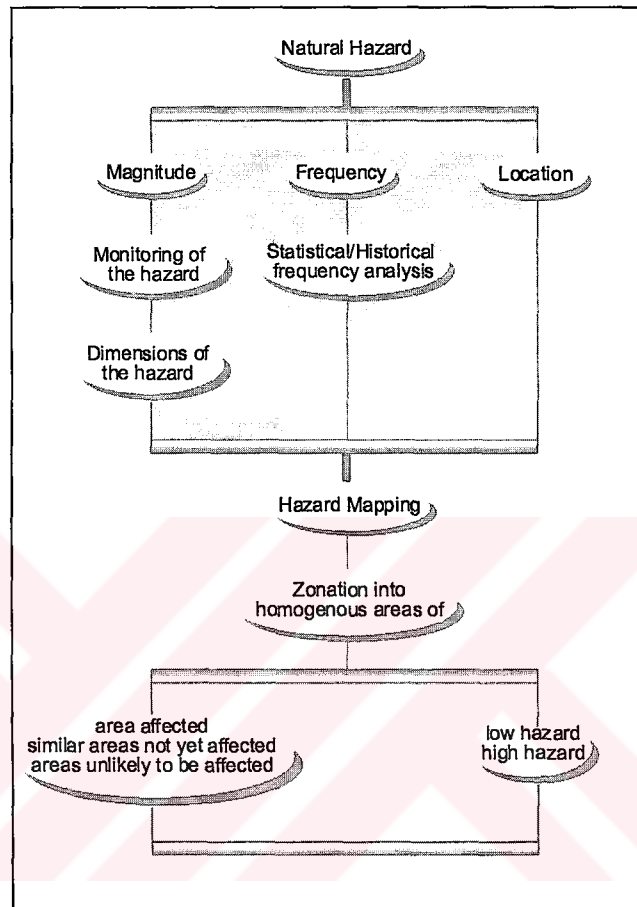 Natural Hazard
Magnitude
Frequency
Location
Monitoring of
the hazard
Statistical/Historical
frequency analysis
Dimensions of
the hazard
Hazard Mapping
Zonation into
homogenous areas of
area affected
similar areas not yet affected
areas unlikely to be affected
low hazard
high hazard